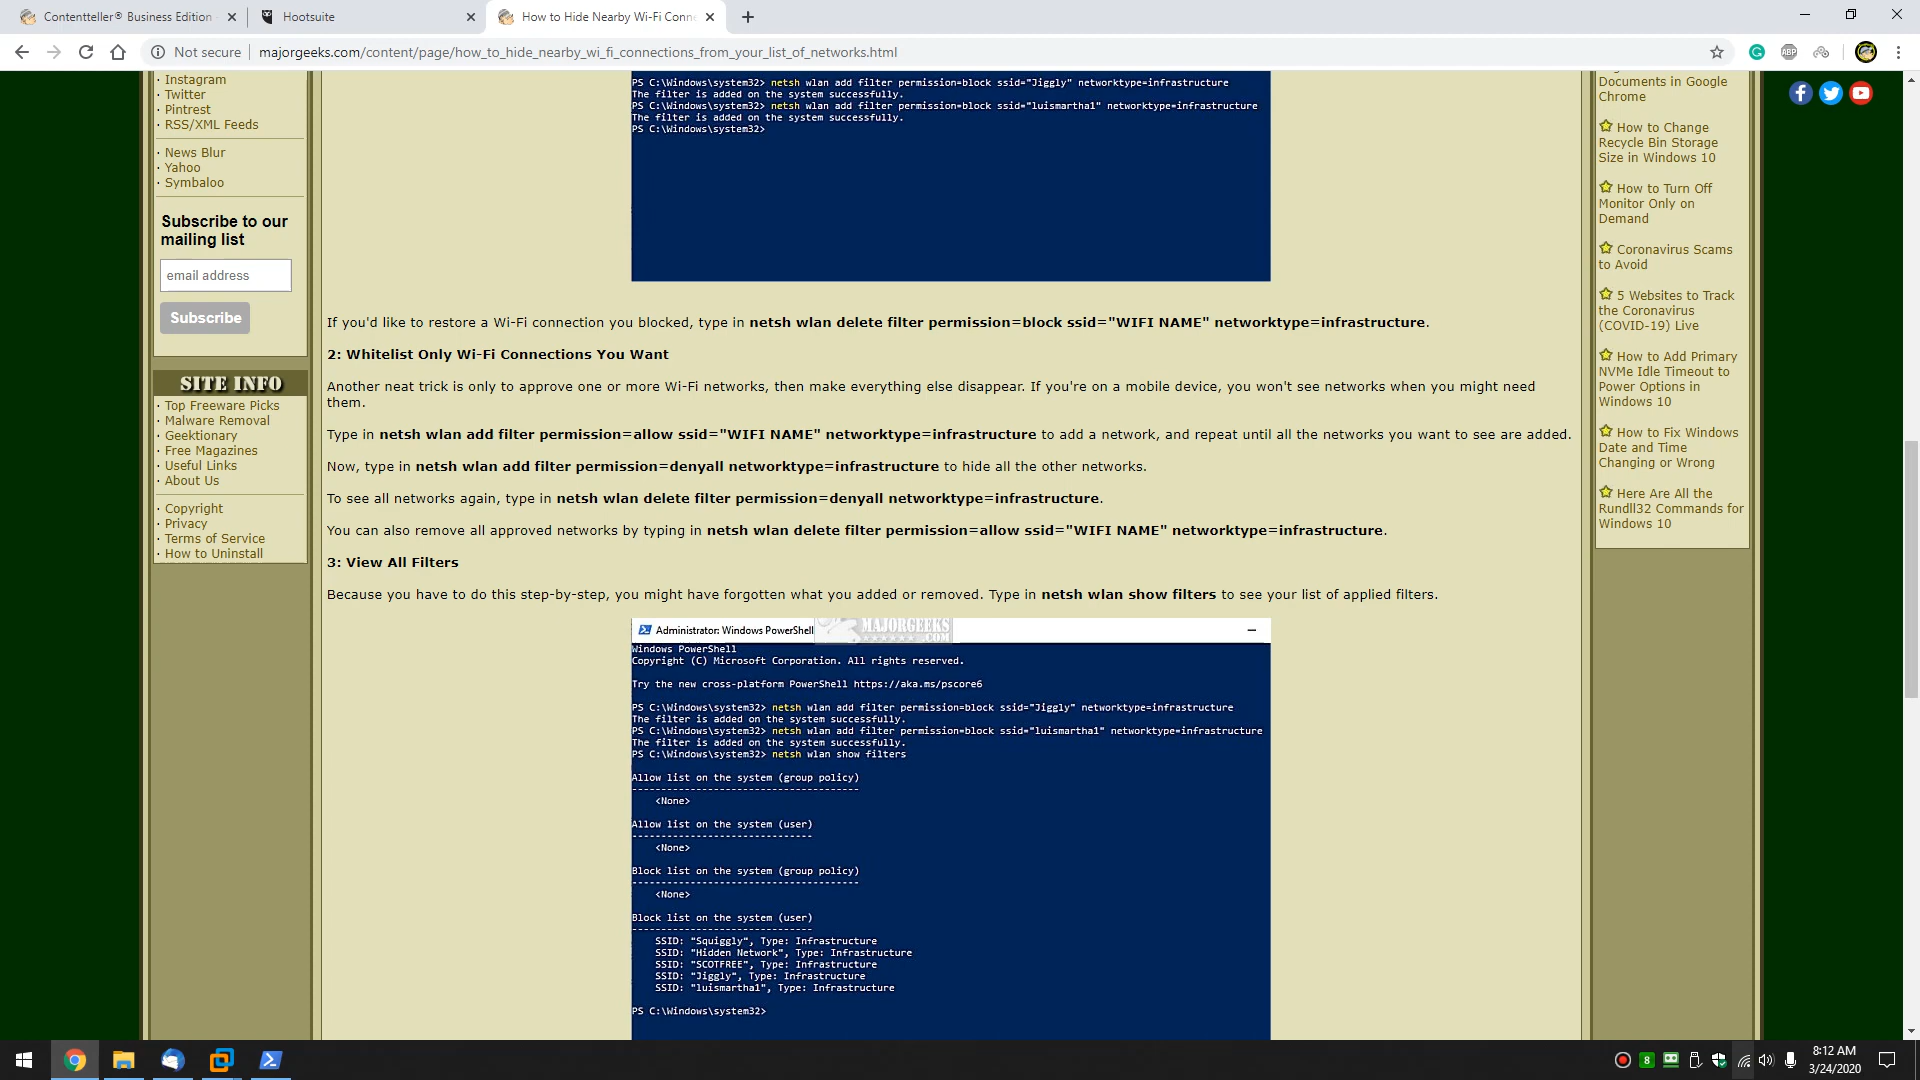 Contentteller® Business Edition
Hootsuite
How to Hide Nearby Wi-Fi Conn
Not secure
majorgeeks.com/content/page/how_to_hide_nearby_wi_fi_connections_from_your_list_of_networks.html
ABP
· Instagram
· Twitter
· Pintrest
· RSS/XML Feeds
· News Blur
· Yahoo
· Symbaloo
Subscribe to our
mailing list
email address
Subscribe
SITE INFO
· Top Freeware Picks
· Malware Removal
· Geektionary
· Free Magazines
· Useful Links
· About Us
· Copyright
· Privacy
· Terms of Service
· How to Uninstall
PS C:\Windows\system32> netsh wlan add filter permission=block ssid="Jiggly" networktype=infrastructure
The filter is added on the system successfully.
PS C:\Windows\system32> netsh wlan add filter permission=block ssid="luismartha1" networktype=infrastructure
The filter is added on the system successfully.
PS C:\Windows\system32>
If you'd like to restore a Wi-Fi connection you blocked, type in netsh wlan delete filter permission=block ssid="WIFI NAME" networktype=infrastructure.
2: Whitelist Only Wi-Fi Connections You Want
Another neat trick is only to approve one or more Wi-Fi networks, then make everything else disappear. If you're on a mobile device, you won't see networks when you might need
them.
Type in netsh wlan add filter permission=allow ssid="WIFI NAME" networktype=infrastructure to add a network, and repeat until all the networks you want to see are added.
Now, type in netsh wlan add filter permission=denyall networktype=infrastructure to hide all the other networks.
To see all networks again, type in netsh wlan delete filter permission=denyall networktype=infrastructure.
You can also remove all approved networks by typing in netsh wlan delete filter permission=allow ssid="WIFI NAME" networktype=infrastructure.
3: View All Filters
Because you have to do this step-by-step, you might have forgotten what you added or removed. Type in netsh wlan show filters to see your list of applied filters.
Administrator: Windows PowerShell
MAJORGEEKS
.COM
Windows PowerShell
Copyright (C) Microsoft Corporation. All rights reserved.
Try the new cross-platform PowerShell https://aka.ms/pscore6
PS C:\Windows\system32> netsh wlan add filter permission=block ssid="Jiggly" networktype=infrastructure
The filter is added on the system successfully.
PS C:\Windows\system32> netsh wlan add filter permission=block ssid="luismartha1" networktype=infrastructure
The filter is added on the system successfully.
PS C:\Windows\system32> netsh wlan show filters
Allow list on the system (group policy)
---------------------------------------
<None>
Allow list on the system (user)
-------------------------------
<None>
Block list on the system (group policy)
---------------------------------------
<None>
Block list on the system (user)
-------------------------------
SSID: "Squiggly", Type: Infrastructure
SSID: "Hidden Network", Type: Infrastructure
SSID: "SCOTFREE", Type: Infrastructure
SSID: "Jiggly", Type: Infrastructure
SSID: "luismartha1", Type: Infrastructure
PS C:\Windows\system32>
Documents in Google
Chrome
How to Change
Recycle Bin Storage
Size in Windows 10
How to Turn Off
Monitor Only on
Demand
Coronavirus Scams
to Avoid
5 Websites to Track
the Coronavirus
(COVID-19) Live
How to Add Primary
NVMe Idle Timeout to
Power Options in
Windows 10
How to Fix Windows
Date and Time
Changing or Wrong
Here Are All the
Rundll32 Commands for
Windows 10
8
8:12 AM
3/24/2020